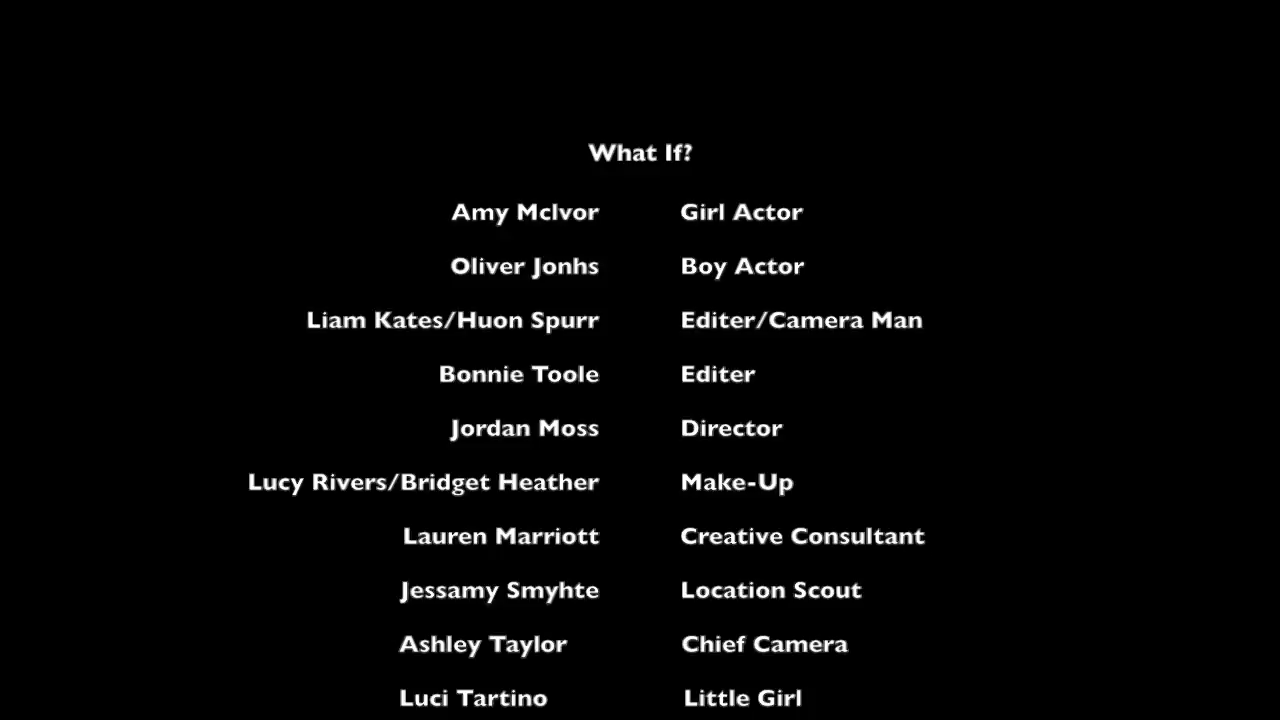 What If?
Amy McIvor Girl Actor
Oliver Jonhs Boy Actor
Liam Kates/Huon Spurr Editer/Camera Man
Bonnie Toole Editer
Jordan Moss Director
Lucy Rivers/Bridget Heather Make-Up
Lauren Marriott Creative Consultant
Jessamy Smyhte Location Scout
Ashley Taylor Chief Camera
Luci Tartino Little Girl